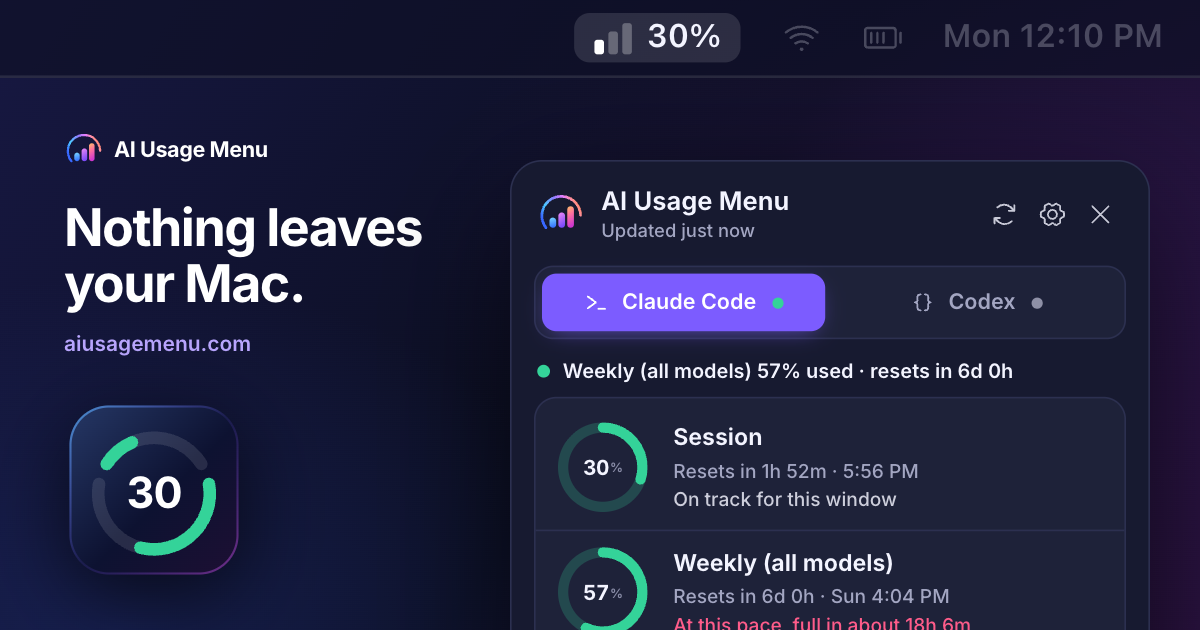 30%
Mon 12:10 PM
AI Usage Menu
Nothing leaves
your Mac.
aiusagemenu.com
30
AI Usage Menu
Updated just now
>_ Claude Code
{} Codex
Weekly (all models) 57% used · resets in 6d 0h
30%
Session
Resets in 1h 52m · 5:56 PM
On track for this window
57%
Weekly (all models)
Resets in 6d 0h · Sun 4:04 PM
At this pace, full in about 18h 6m